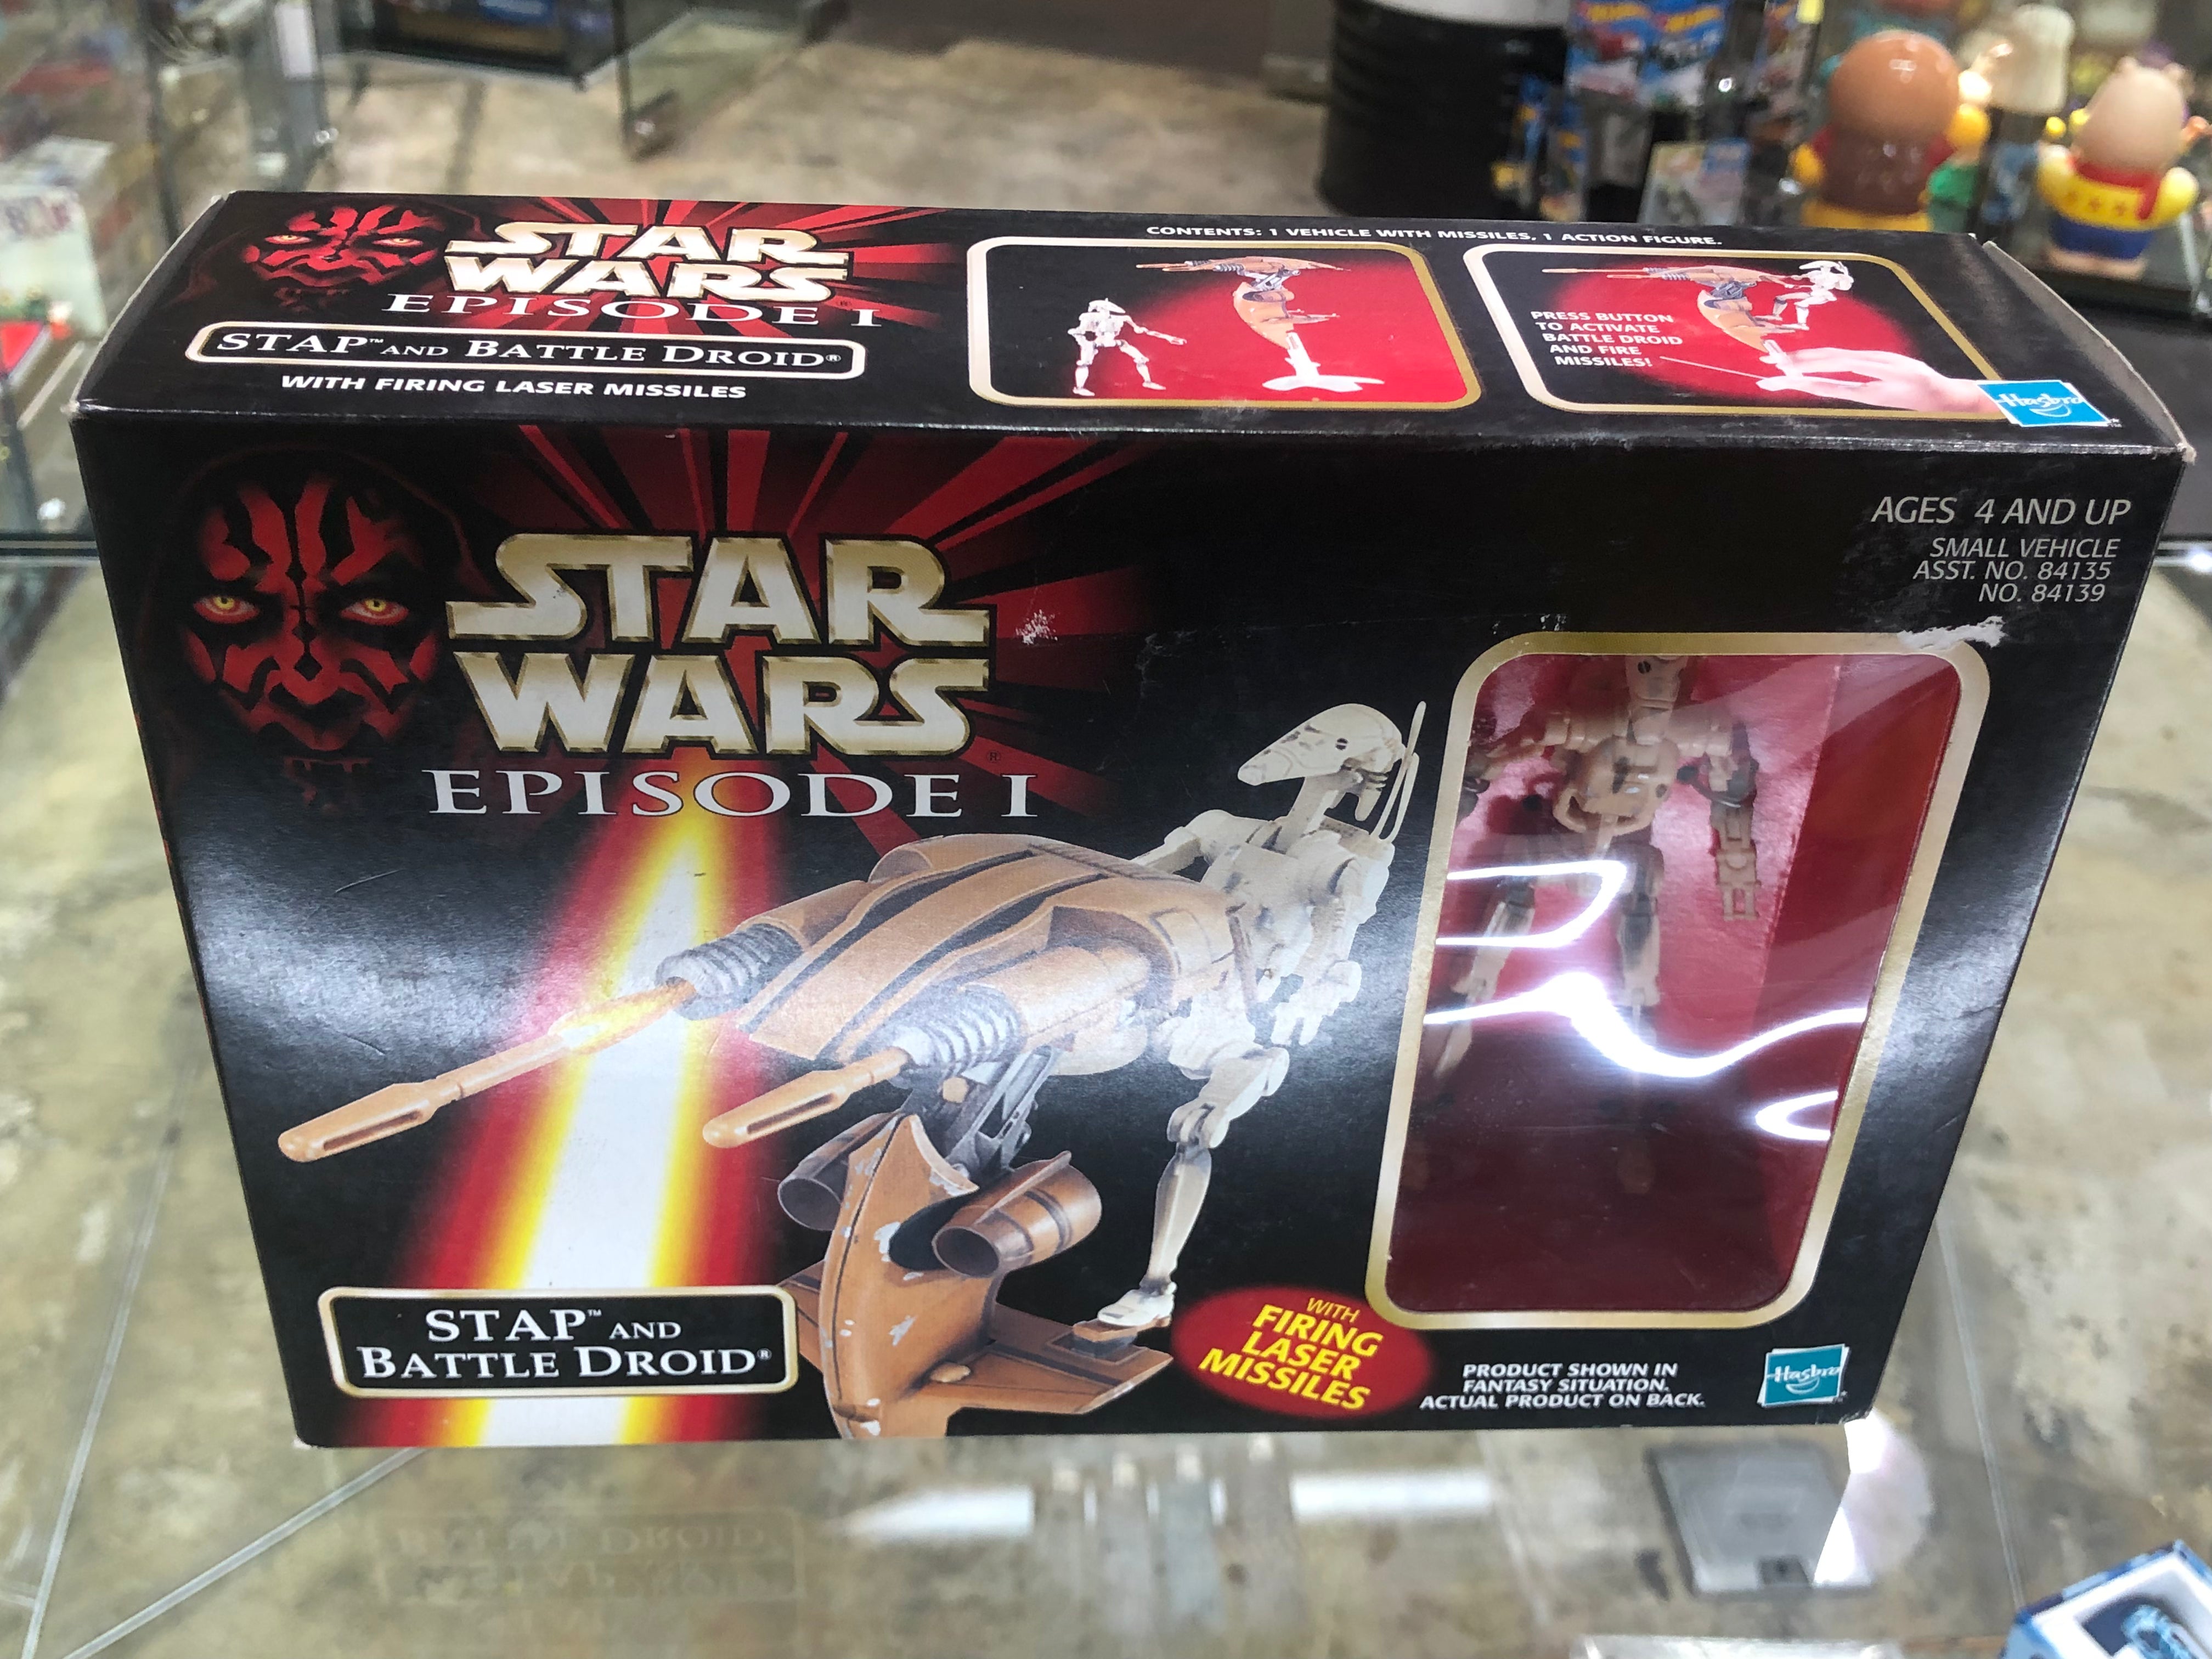 STAR
WARS
EPISODE I
STAP™ AND BATTLE DROID®
WITH FIRING LASER MISSILES
CONTENTS: 1 VEHICLE WITH MISSILES, 1 ACTION FIGURE.
PRESS BUTTON
TO ACTIVATE
BATTLE DROID
AND FIRE
MISSILES!
Hasbro
STAR
WARS®
EPISODE I
AGES 4 AND UP
SMALL VEHICLE
ASST. NO. 84135
NO. 84139
STAP™ AND
BATTLE DROID®
WITH
FIRING
LASER
MISSILES
PRODUCT SHOWN IN
FANTASY SITUATION.
ACTUAL PRODUCT ON BACK.
Hasbro